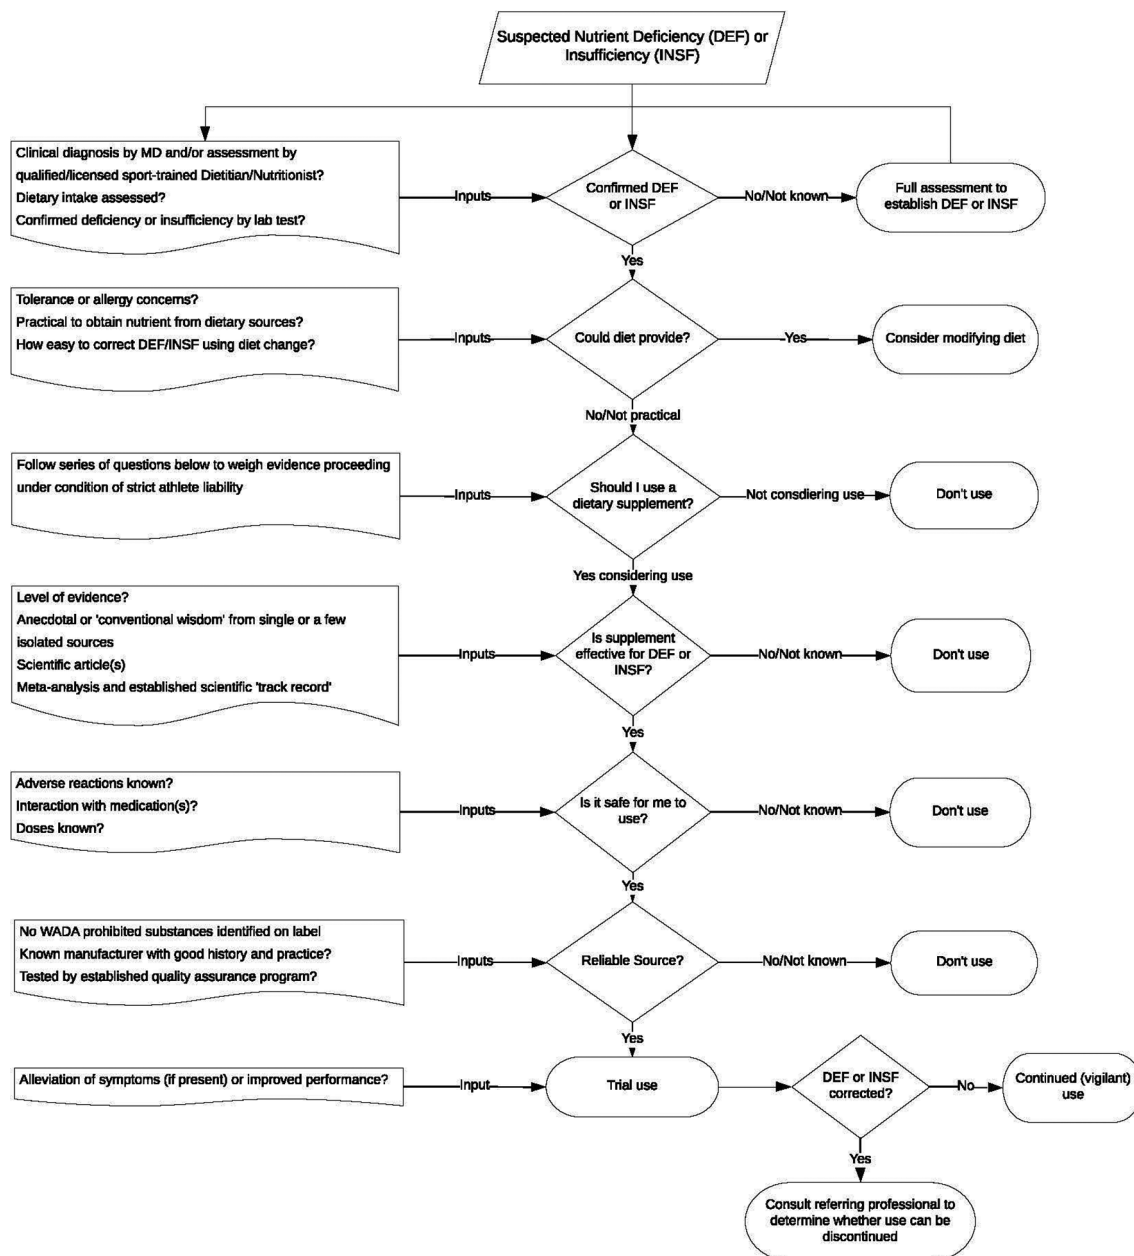 Suspected Nutrient Deficiency (DEF) or
Insufficiency (INSF)
Clinical diagnosis by MD and/or assessment by
qualified/licensed sport-trained Dietitian/Nutritionist?
Dietary intake assessed?
Confirmed deficiency or insufficiency by lab test?
Inputs
Confirmed DEF
or INSF
No/Not known
Full assessment to
establish DEF or INSF
Yes
Tolerance or allergy concerns?
Practical to obtain nutrient from dietary sources?
How easy to correct DEF/INSF using diet change?
Inputs
Could diet provide?
Yes
Consider modifying diet
No/Not practical
Follow series of questions below to weigh evidence proceeding
under condition of strict athlete liability
Inputs
Should I use a
dietary supplement?
Not consdiering use
Don't use
Yes considering use
Level of evidence?
Anecdotal or 'conventional wisdom' from single or a few
isolated sources
Scientific article(s)
Meta-analysis and established scientific 'track record'
Inputs
Is supplement
effective for DEF or
INSF?
No/Not known
Don't use
Yes
Adverse reactions known?
Interaction with medication(s)?
Doses known?
Inputs
Is it safe for me to
use?
No/Not known
Don't use
Yes
No WADA prohibited substances identified on label
Known manufacturer with good history and practice?
Tested by established quality assurance program?
Inputs
Reliable Source?
No/Not known
Don't use
Yes
Alleviation of symptoms (if present) or improved performance?
Input
Trial use
DEF or INSF
corrected?
No
Continued (vigilant)
use
Yes
Consult referring professional to
determine whether use can be
discontinued